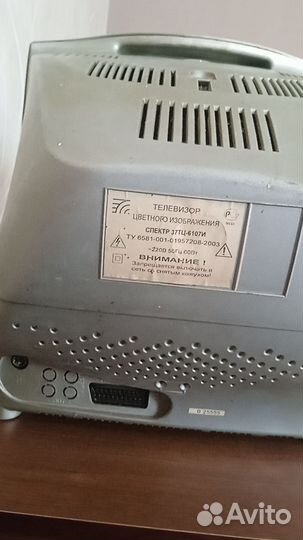 ТЕЛЕВИЗОР
ЦВЕТНОГО ИЗОБРАЖЕНИЯ
СПЕКТР 37ТЦ-6107И
ТУ 6581-001-01957208-2003
~220В 50Гц 60Вт
ВНИМАНИЕ !
Запрещается включать в
сеть со снятым кожухом!
Avito